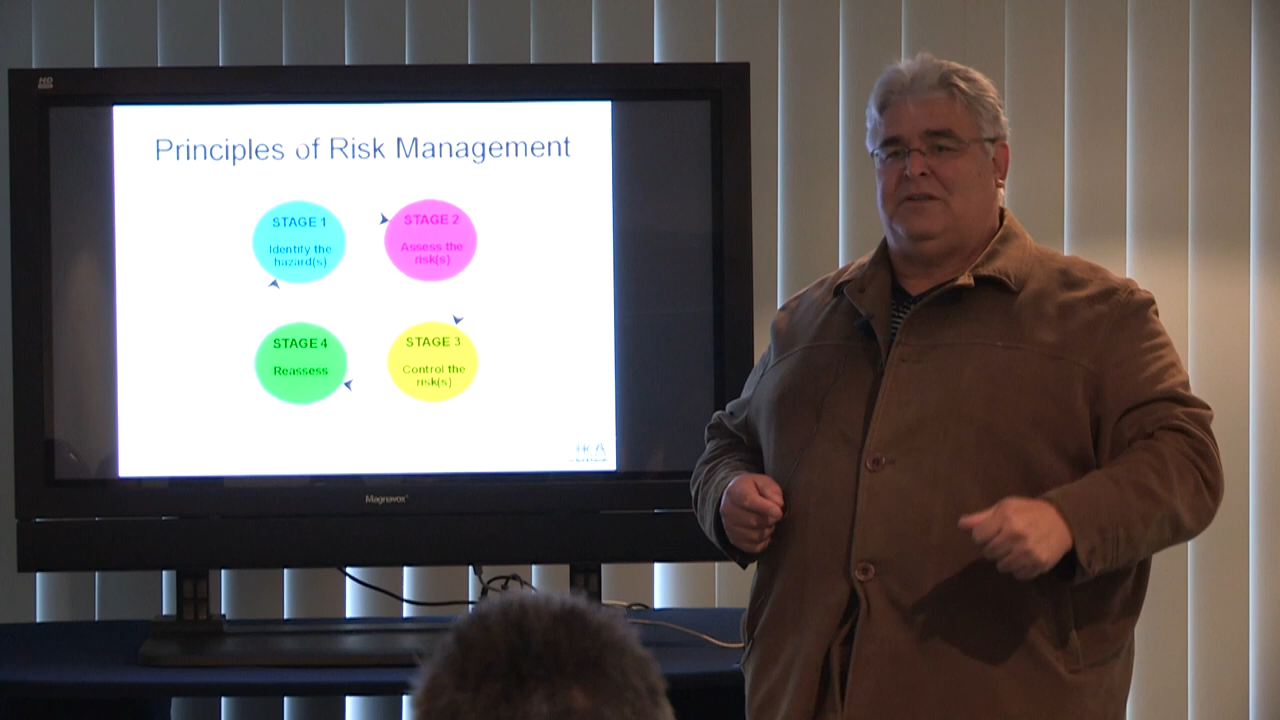 HD
Principles of Risk Management
STAGE 1
Identify the
hazard(s)
STAGE 2
Assess the
risk(s)
STAGE 4
Reassess
STAGE 3
Control the
risk(s)
Magnavox